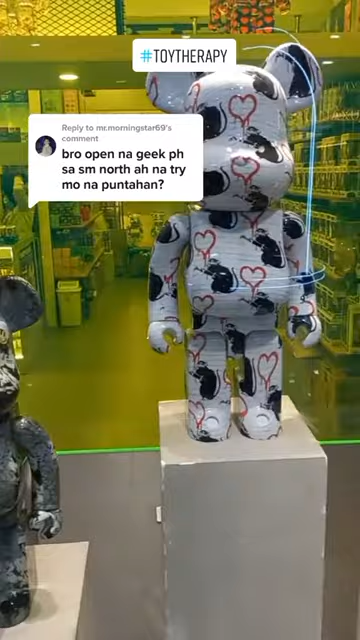 #TOYTHERAPY
Reply to mr.morningstar69's
comment
bro open na geek ph
sa sm north ah na try
mo na puntahan?